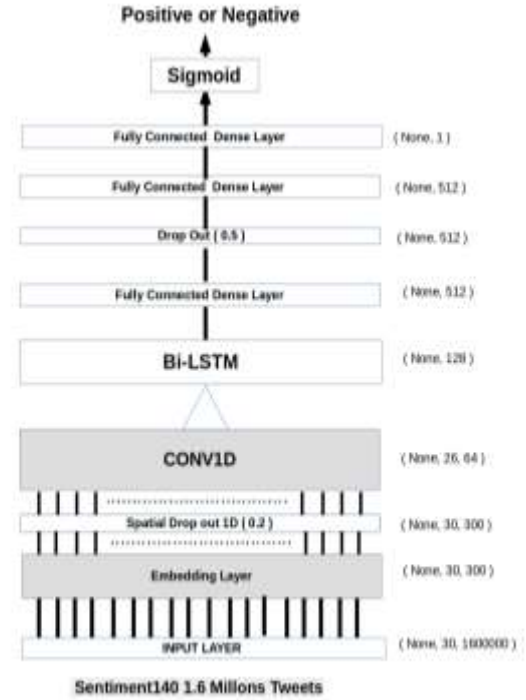 Positive or Negative
Sigmoid
Fully Connected Dense Layer ( None, 1 )
Fully Connected Dense Layer ( None, 512 )
Drop Out ( 0.5 ) ( None, 512 )
Fully Connected Dense Layer ( None, 512 )
Bi-LSTM ( None, 128 )
CONV1D ( None, 26, 64 )
Spatial Drop out 1D ( 0.2 ) ( None, 30, 300 )
Embedding Layer ( None, 30, 300 )
INPUT LAYER ( None, 30, 1600000 )
Sentiment140 1.6 Millons Tweets